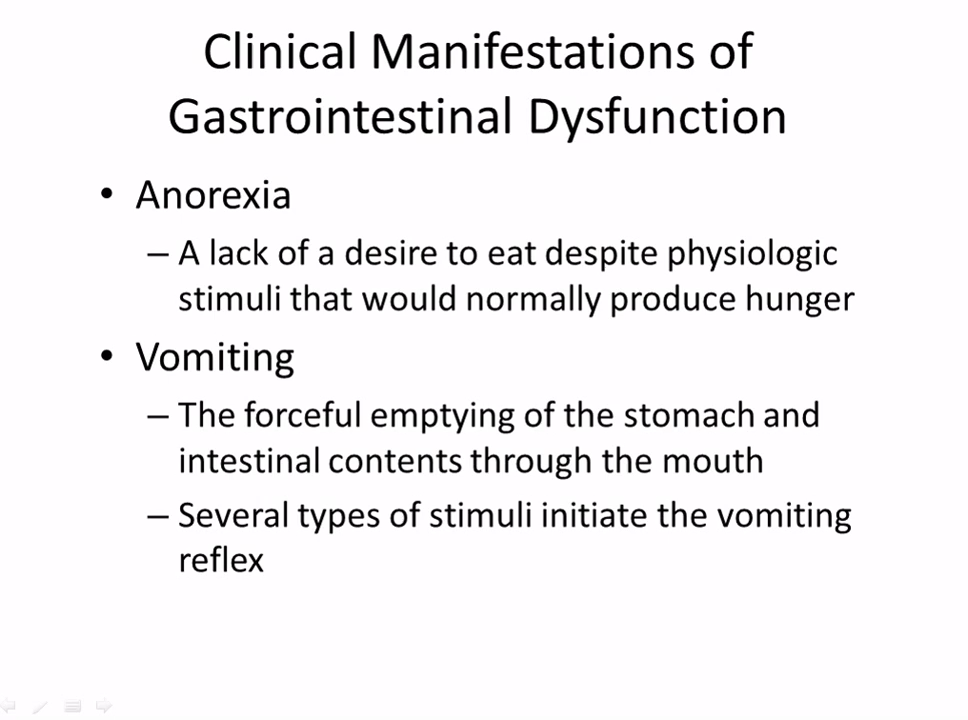 Clinical Manifestations of
Gastrointestinal Dysfunction
• Anorexia
– A lack of a desire to eat despite physiologic
stimuli that would normally produce hunger
• Vomiting
– The forceful emptying of the stomach and
intestinal contents through the mouth
– Several types of stimuli initiate the vomiting
reflex